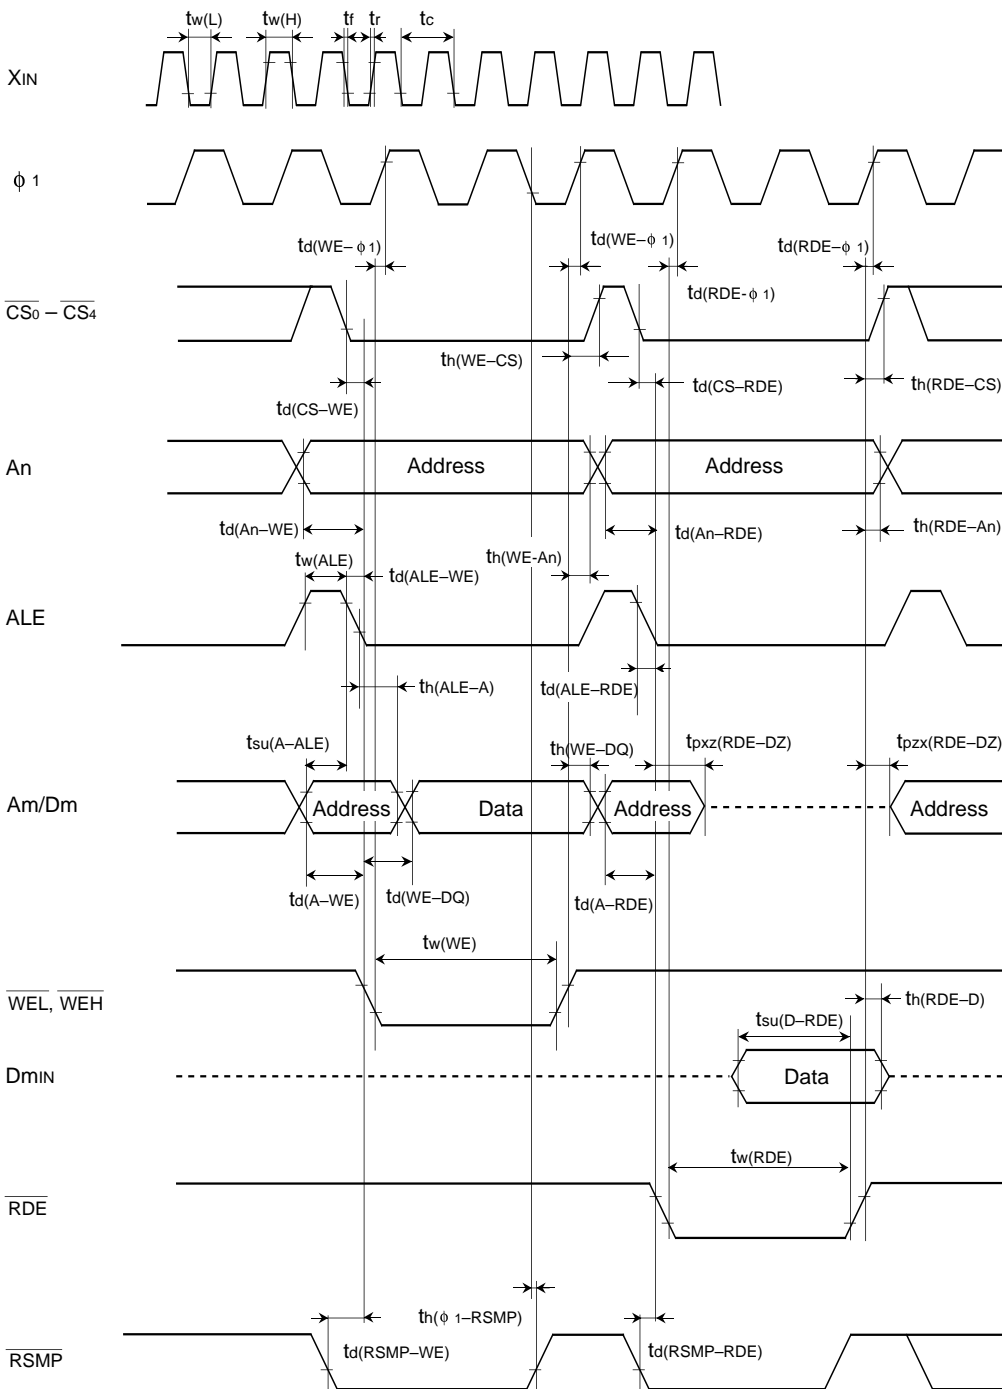 tw(L) tw(H) tf tr tc
XIN
ϕ 1
td(WE–ϕ 1) td(WE–ϕ 1) td(RDE–ϕ 1)
td(RDE-ϕ 1)
CS0 – CS4
th(WE–CS) td(CS–RDE) th(RDE–CS)
td(CS–WE)
An Address Address
td(An–WE) td(An–RDE) th(RDE–An)
tw(ALE) th(WE-An)
td(ALE–WE)
ALE
th(ALE–A) td(ALE–RDE)
tsu(A–ALE) th(WE–DQ) tpxz(RDE–DZ) tpzx(RDE–DZ)
Am/Dm Address Data Address Address
td(A–WE) td(WE–DQ) td(A–RDE)
tw(WE)
WEL, WEH
th(RDE–D)
tsu(D–RDE)
DmIN Data
tw(RDE)
RDE
th(ϕ 1–RSMP)
td(RSMP–WE) td(RSMP–RDE)
RSMP